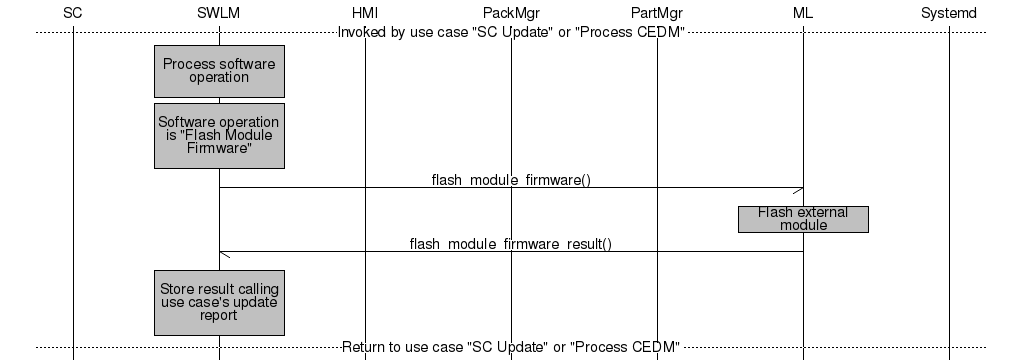 SC SWLM HMI PackMgr PartMgr ML Systemd
Invoked by use case "SC Update" or "Process CEDM"
Process software
operation
Software operation
is "Flash Module
Firmware"
flash_module_firmware()
Flash external
module
flash_module_firmware_result()
Store result calling
use case's update
report
Return to use case "SC Update" or "Process CEDM"